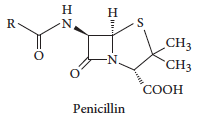 H H
R N S
CH3
N CH3
O
O COOH
Penicillin